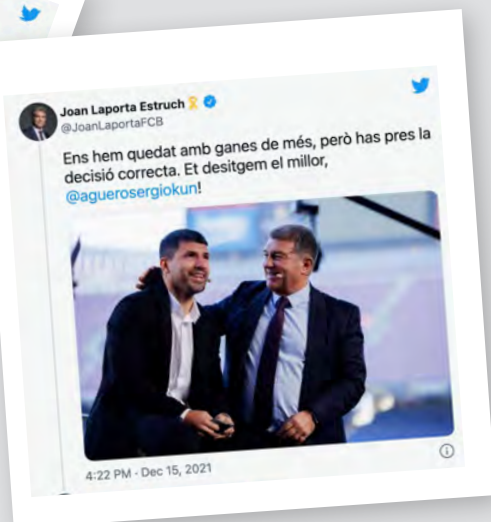 Joan Laporta Estruch
@JoanLaportaFCB
Ens hem quedat amb ganes de més, però has pres la
decisió correcta. Et desitgem el millor,
@aguerosergiokun!
4:22 PM · Dec 15, 2021